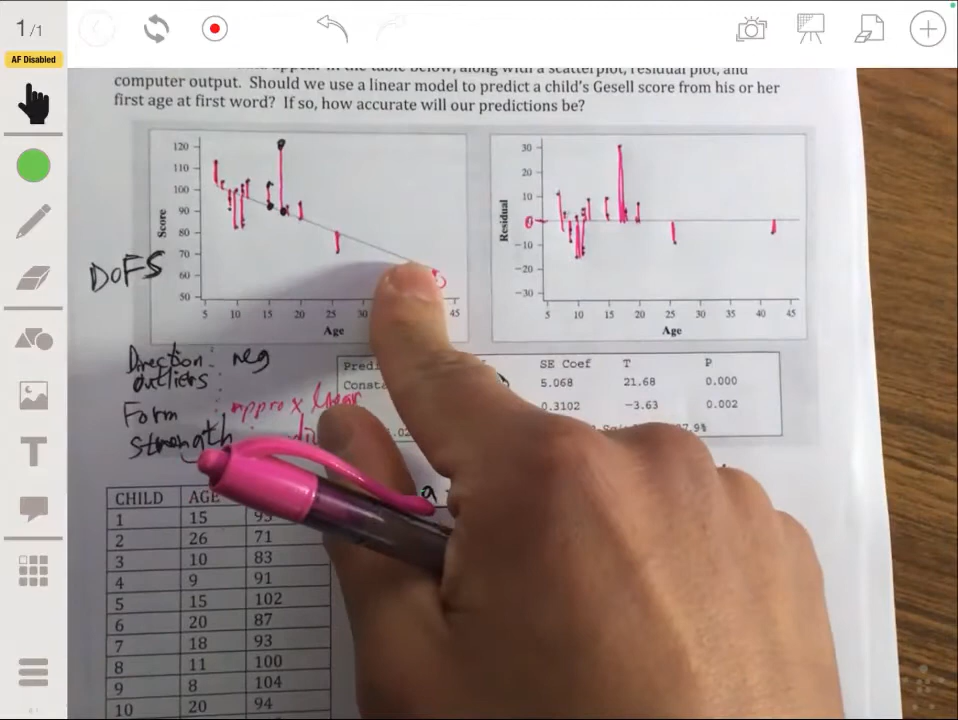 1/1
AF Disabled
computer output. Should we use a linear model to predict a child's Gesell score from his or her
first age at first word? If so, how accurate will our predictions be?
120
110
100
90
80
70
60
50
Score
5 10 15 20 25 30 45
Age
30
20
10
0
-10
-20
-30
Residual
5 10 15 20 25 30 35 40 45
Age
DOFS
Direction: neg
outliers:
Form : approx linear
strength:
SE Coef T P
5.068 21.68 0.000
0.3102 -3.63 0.002
CHILD AGE
1 15 95
2 26 71
3 10 83
4 9 91
5 15 102
6 20 87
7 18 93
8 11 100
9 8 104
10 20 94
T